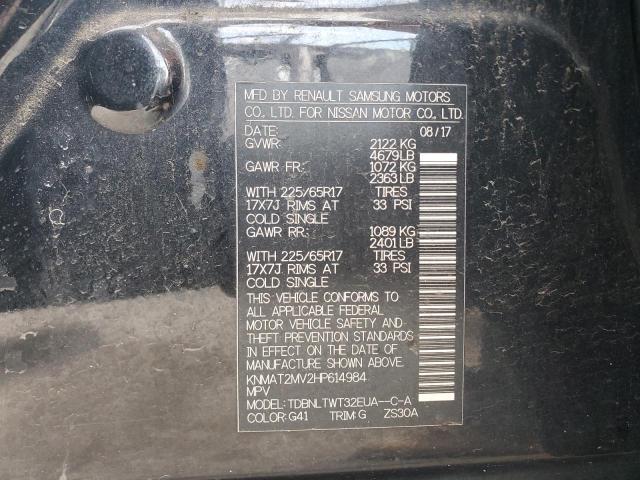 MFD BY RENAULT SAMSUNG MOTORS
CO., LTD. FOR NISSAN MOTOR CO., LTD.
DATE: 08/17
GVWR: 2122 KG
4679 LB
GAWR FR: 1072 KG
2363 LB
WITH 225/65R17 TIRES
17X7J RIMS AT 33 PSI
COLD SINGLE
GAWR RR: 1089 KG
2401 LB
WITH 225/65R17 TIRES
17X7J RIMS AT 33 PSI
COLD SINGLE
THIS VEHICLE CONFORMS TO
ALL APPLICABLE FEDERAL
MOTOR VEHICLE SAFETY AND
THEFT PREVENTION STANDARDS
IN EFFECT ON THE DATE OF
MANUFACTURE SHOWN ABOVE.
KNMAT2MV2HP614984
MPV
MODEL: TDBNLTWT32EUA--C-A
COLOR: G41 TRIM: G ZS30A